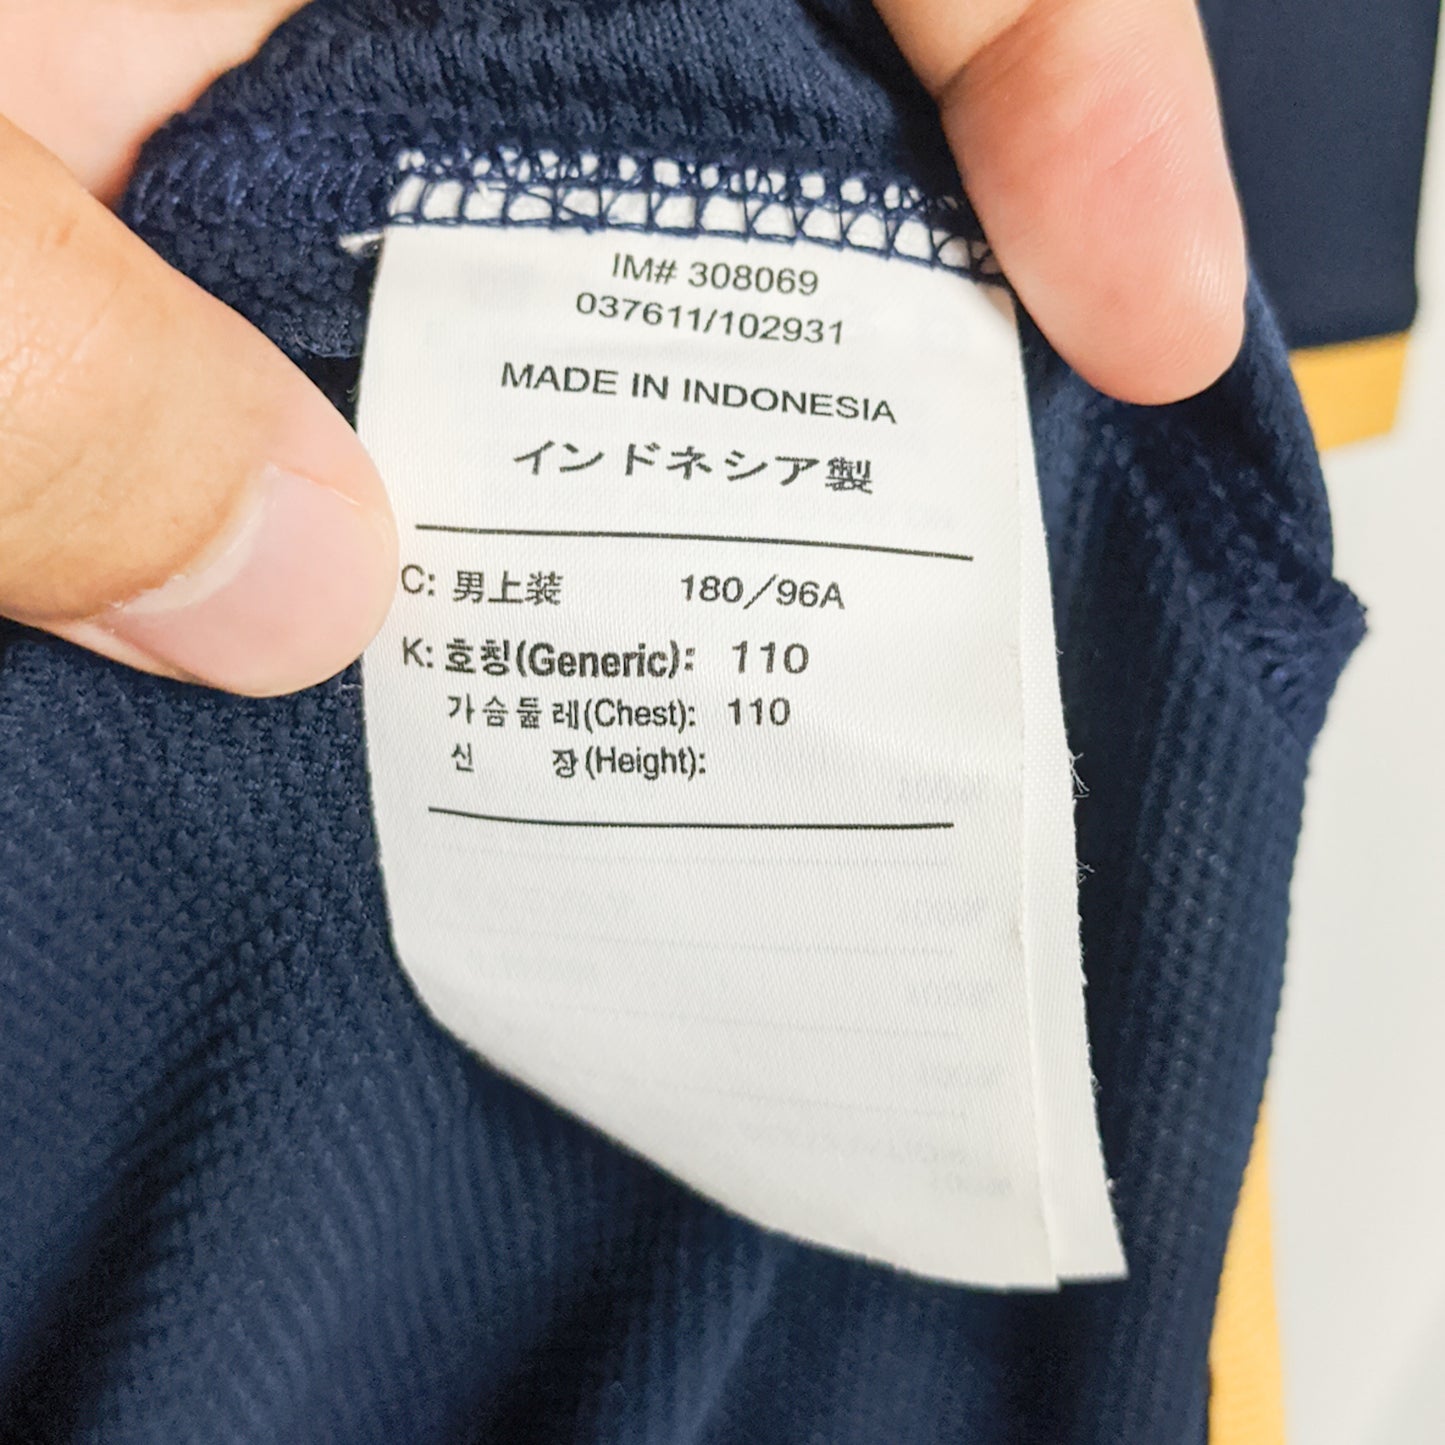 IM# 308069
037611/102931
MADE IN INDONESIA
インドネシア製
C: 男上装 180/96A
K: 호칭(Generic): 110
가슴둘레(Chest): 110
신 장(Height):